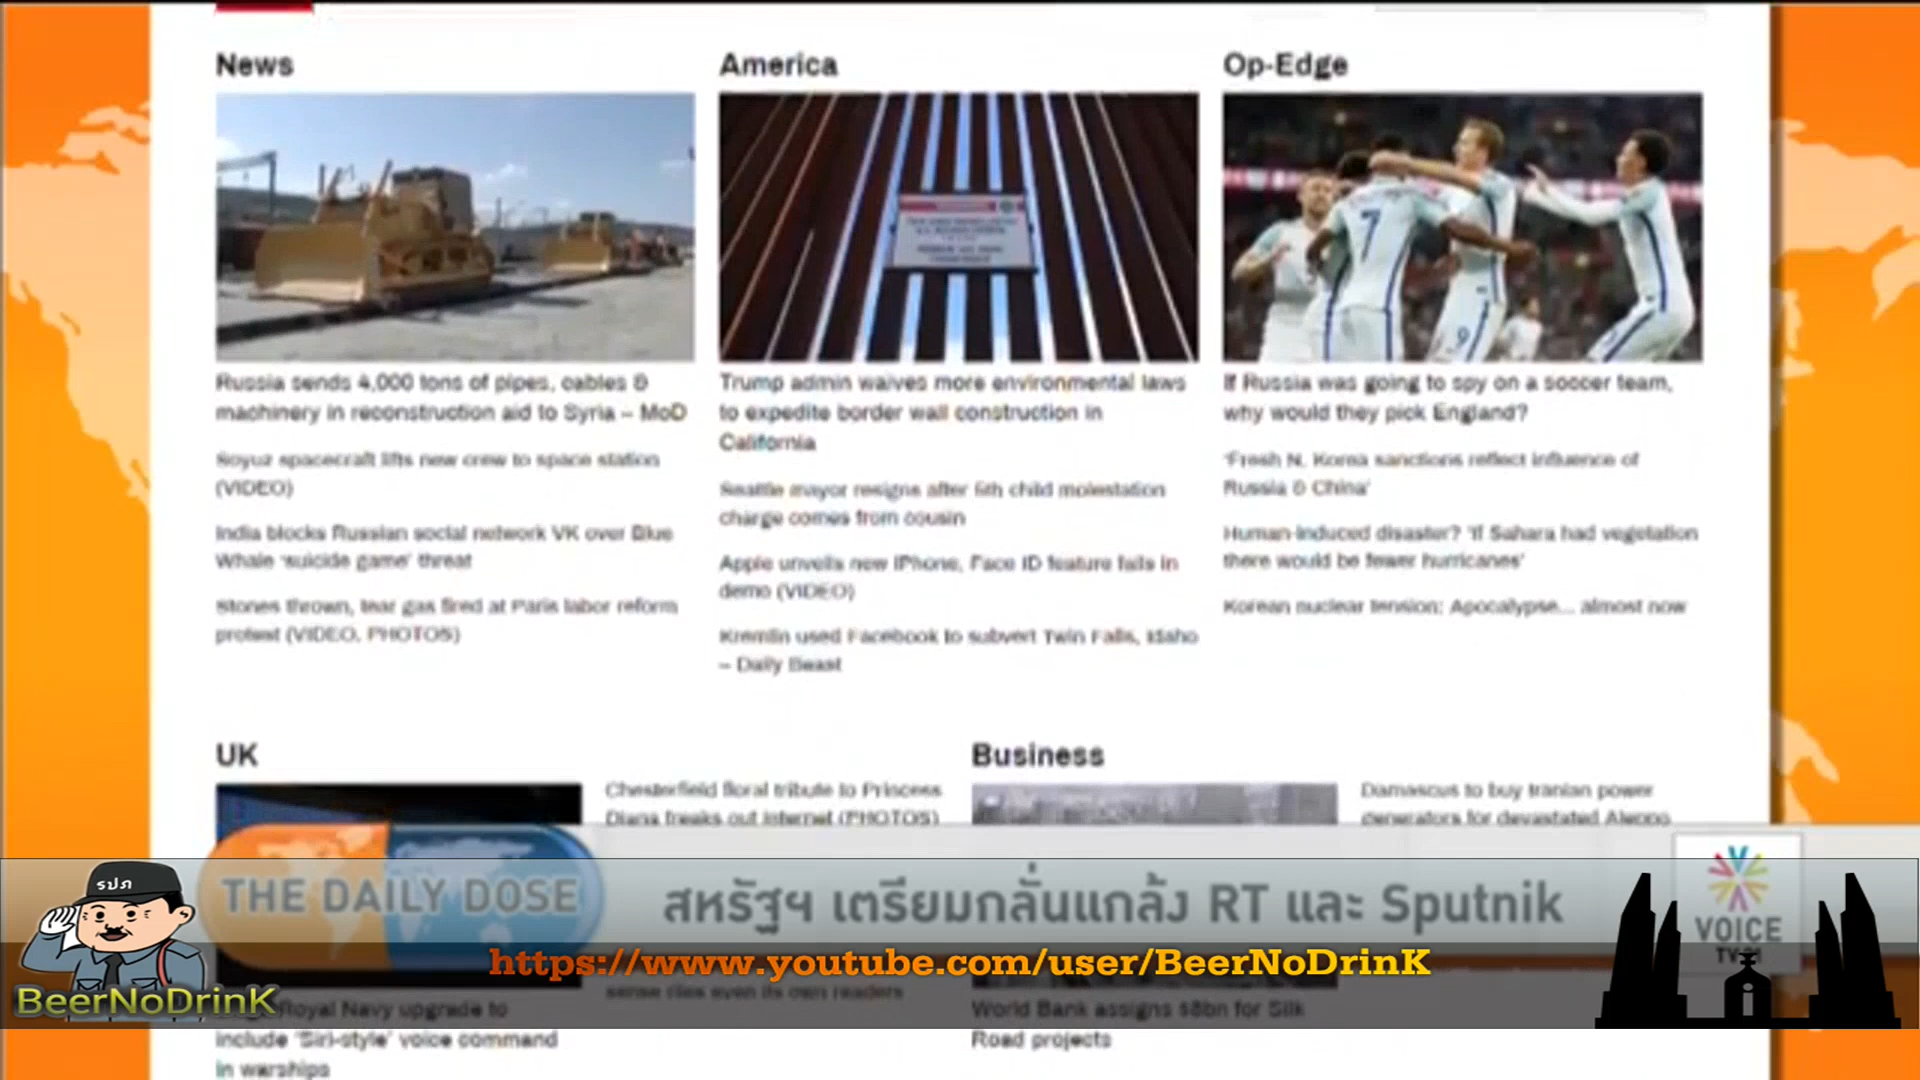 News
America
Op-Edge
7
9
Russia sends 4,000 tons of pipes, cables &
machinery in reconstruction aid to Syria – MoD
Soyuz spacecraft lifts new crew to space station
(VIDEO)
India blocks Russian social network VK over Blue
Whale 'suicide game' threat
Stones thrown, tear gas fired at Paris labor reform
protest (VIDEO, PHOTOS)
Trump admin waives more environmental laws
to expedite border wall construction in
California
Seattle mayor resigns after 5th child molestation
charge comes from cousin
Apple unveils new iPhone, Face ID feature fails in
demo (VIDEO)
Kremlin used Facebook to subvert Twin Falls, Idaho
– Daily Beast
If Russia was going to spy on a soccer team,
why would they pick England?
'Fresh N. Korea sanctions reflect influence of
Russia & China'
Human-induced disaster? 'If Sahara had vegetation
there would be fewer hurricanes'
Korean nuclear tension: Apocalypse... almost now
UK
Business
Chesterfield floral tribute to Princess
Diana freaks out internet (PHOTOS)
Damascus to buy Iranian power
generators for devastated Aleppo
รปภ
THE DAILY DOSE
สหรัฐฯ เตรียมกลั่นแกล้ง RT และ Sputnik
VOICE
https://www.youtube.com/user/BeerNoDrinK
BeerNoDrinK
even its own readers
Royal Navy upgrade to
include 'Siri-style' voice command
in warships
World Bank assigns $8bn for Silk
Road projects